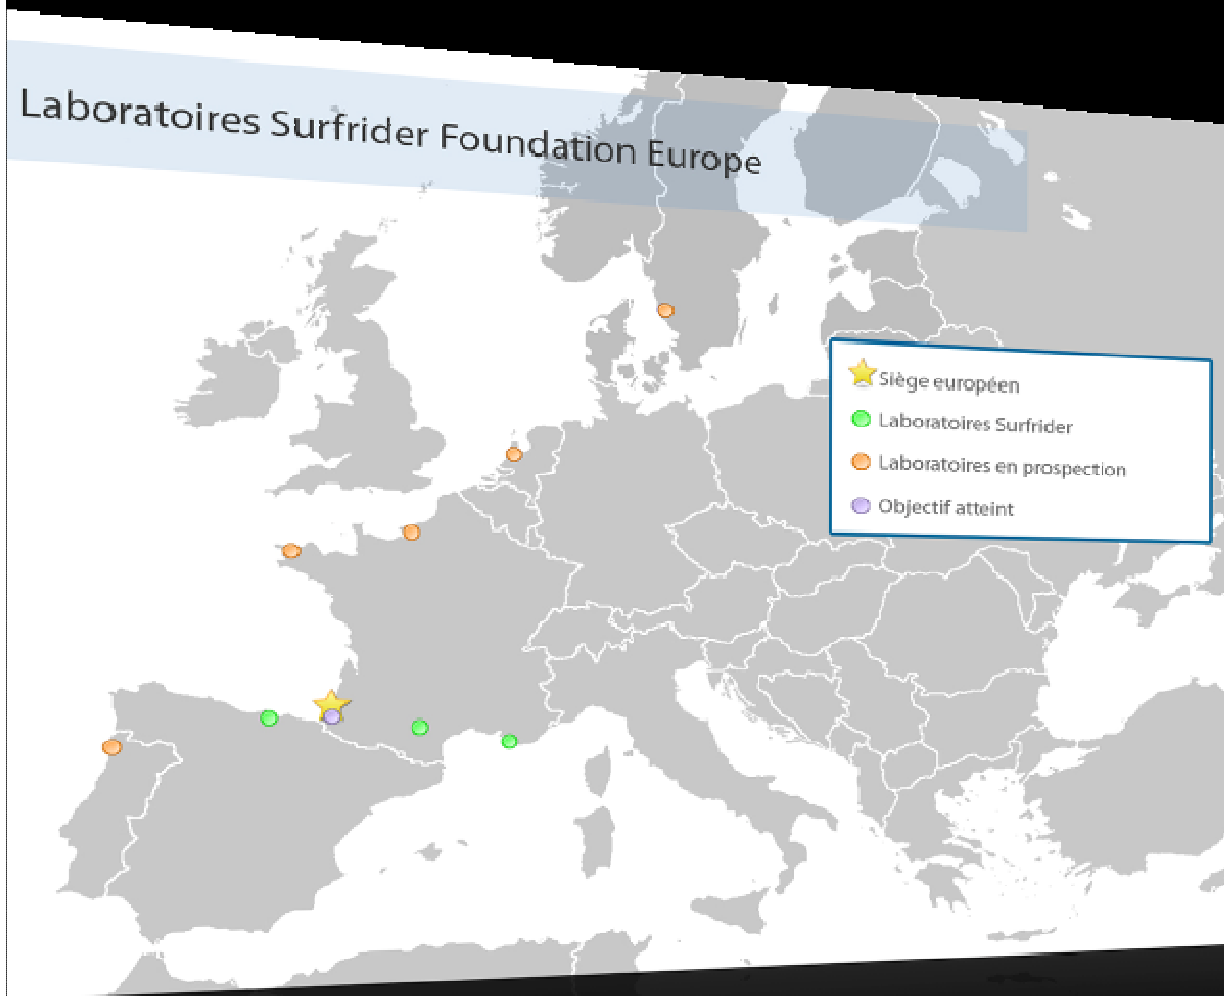 Laboratoires Surfrider Foundation Europe
Siège européen
Laboratoires Surfrider
Laboratoires en prospection
Objectif atteint